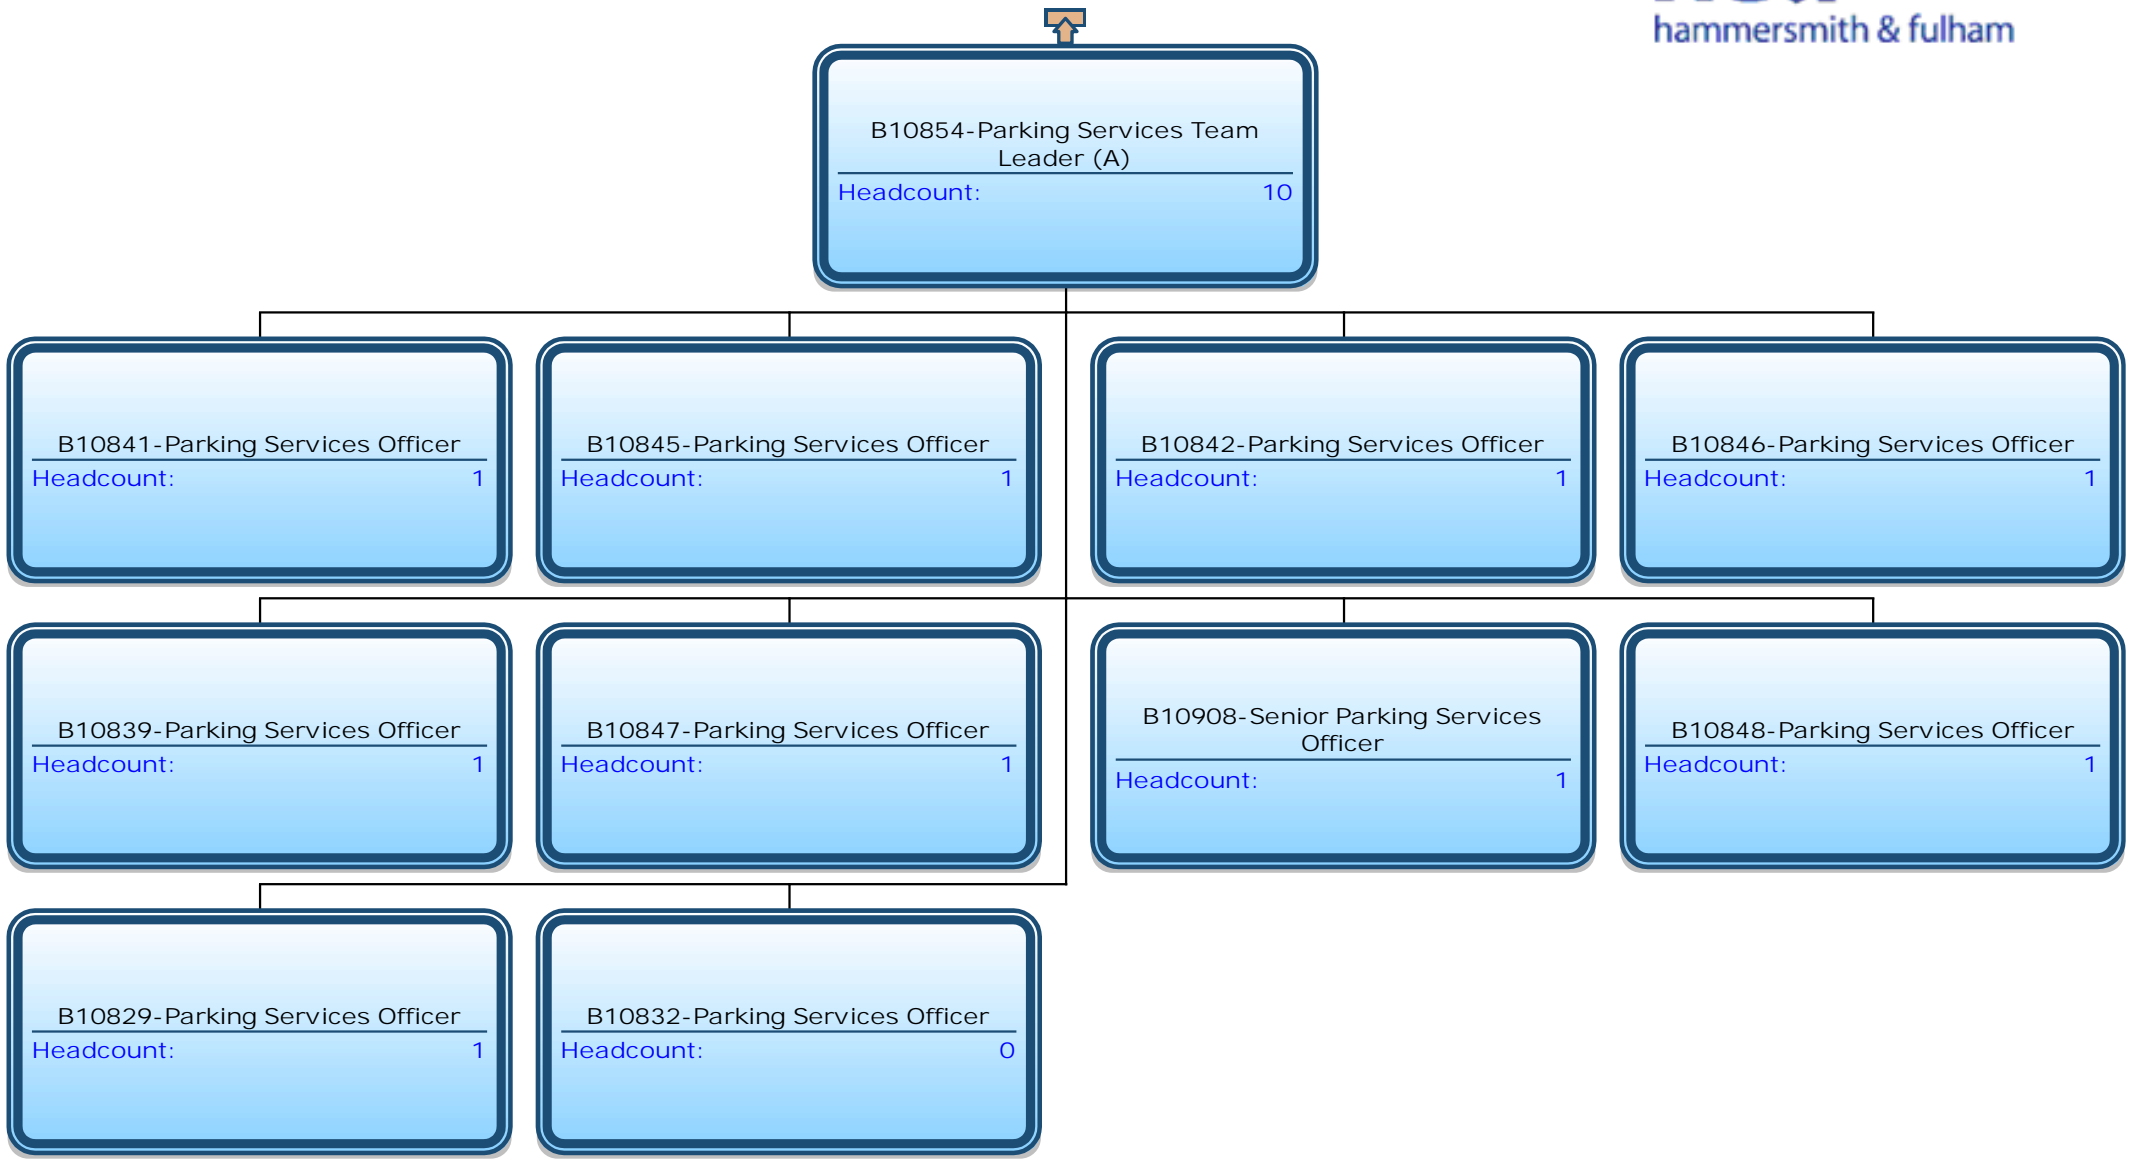 hammersmith & fulham
B10854-Parking Services Team
Leader (A)
Headcount: 10
B10841-Parking Services Officer
Headcount: 1
B10845-Parking Services Officer
Headcount: 1
B10842-Parking Services Officer
Headcount: 1
B10846-Parking Services Officer
Headcount: 1
B10839-Parking Services Officer
Headcount: 1
B10847-Parking Services Officer
Headcount: 1
B10908-Senior Parking Services
Officer
Headcount: 1
B10848-Parking Services Officer
Headcount: 1
B10829-Parking Services Officer
Headcount: 1
B10832-Parking Services Officer
Headcount: 0